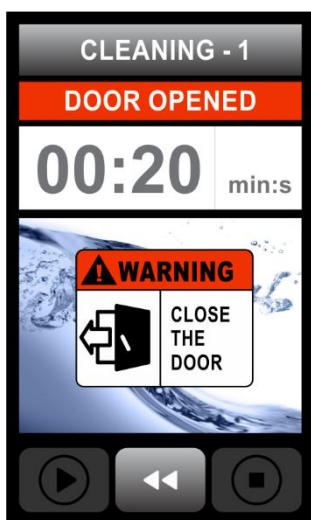 CLEANING - 1
DOOR OPENED
00:20 min:s
WARNING
CLOSE
THE
DOOR